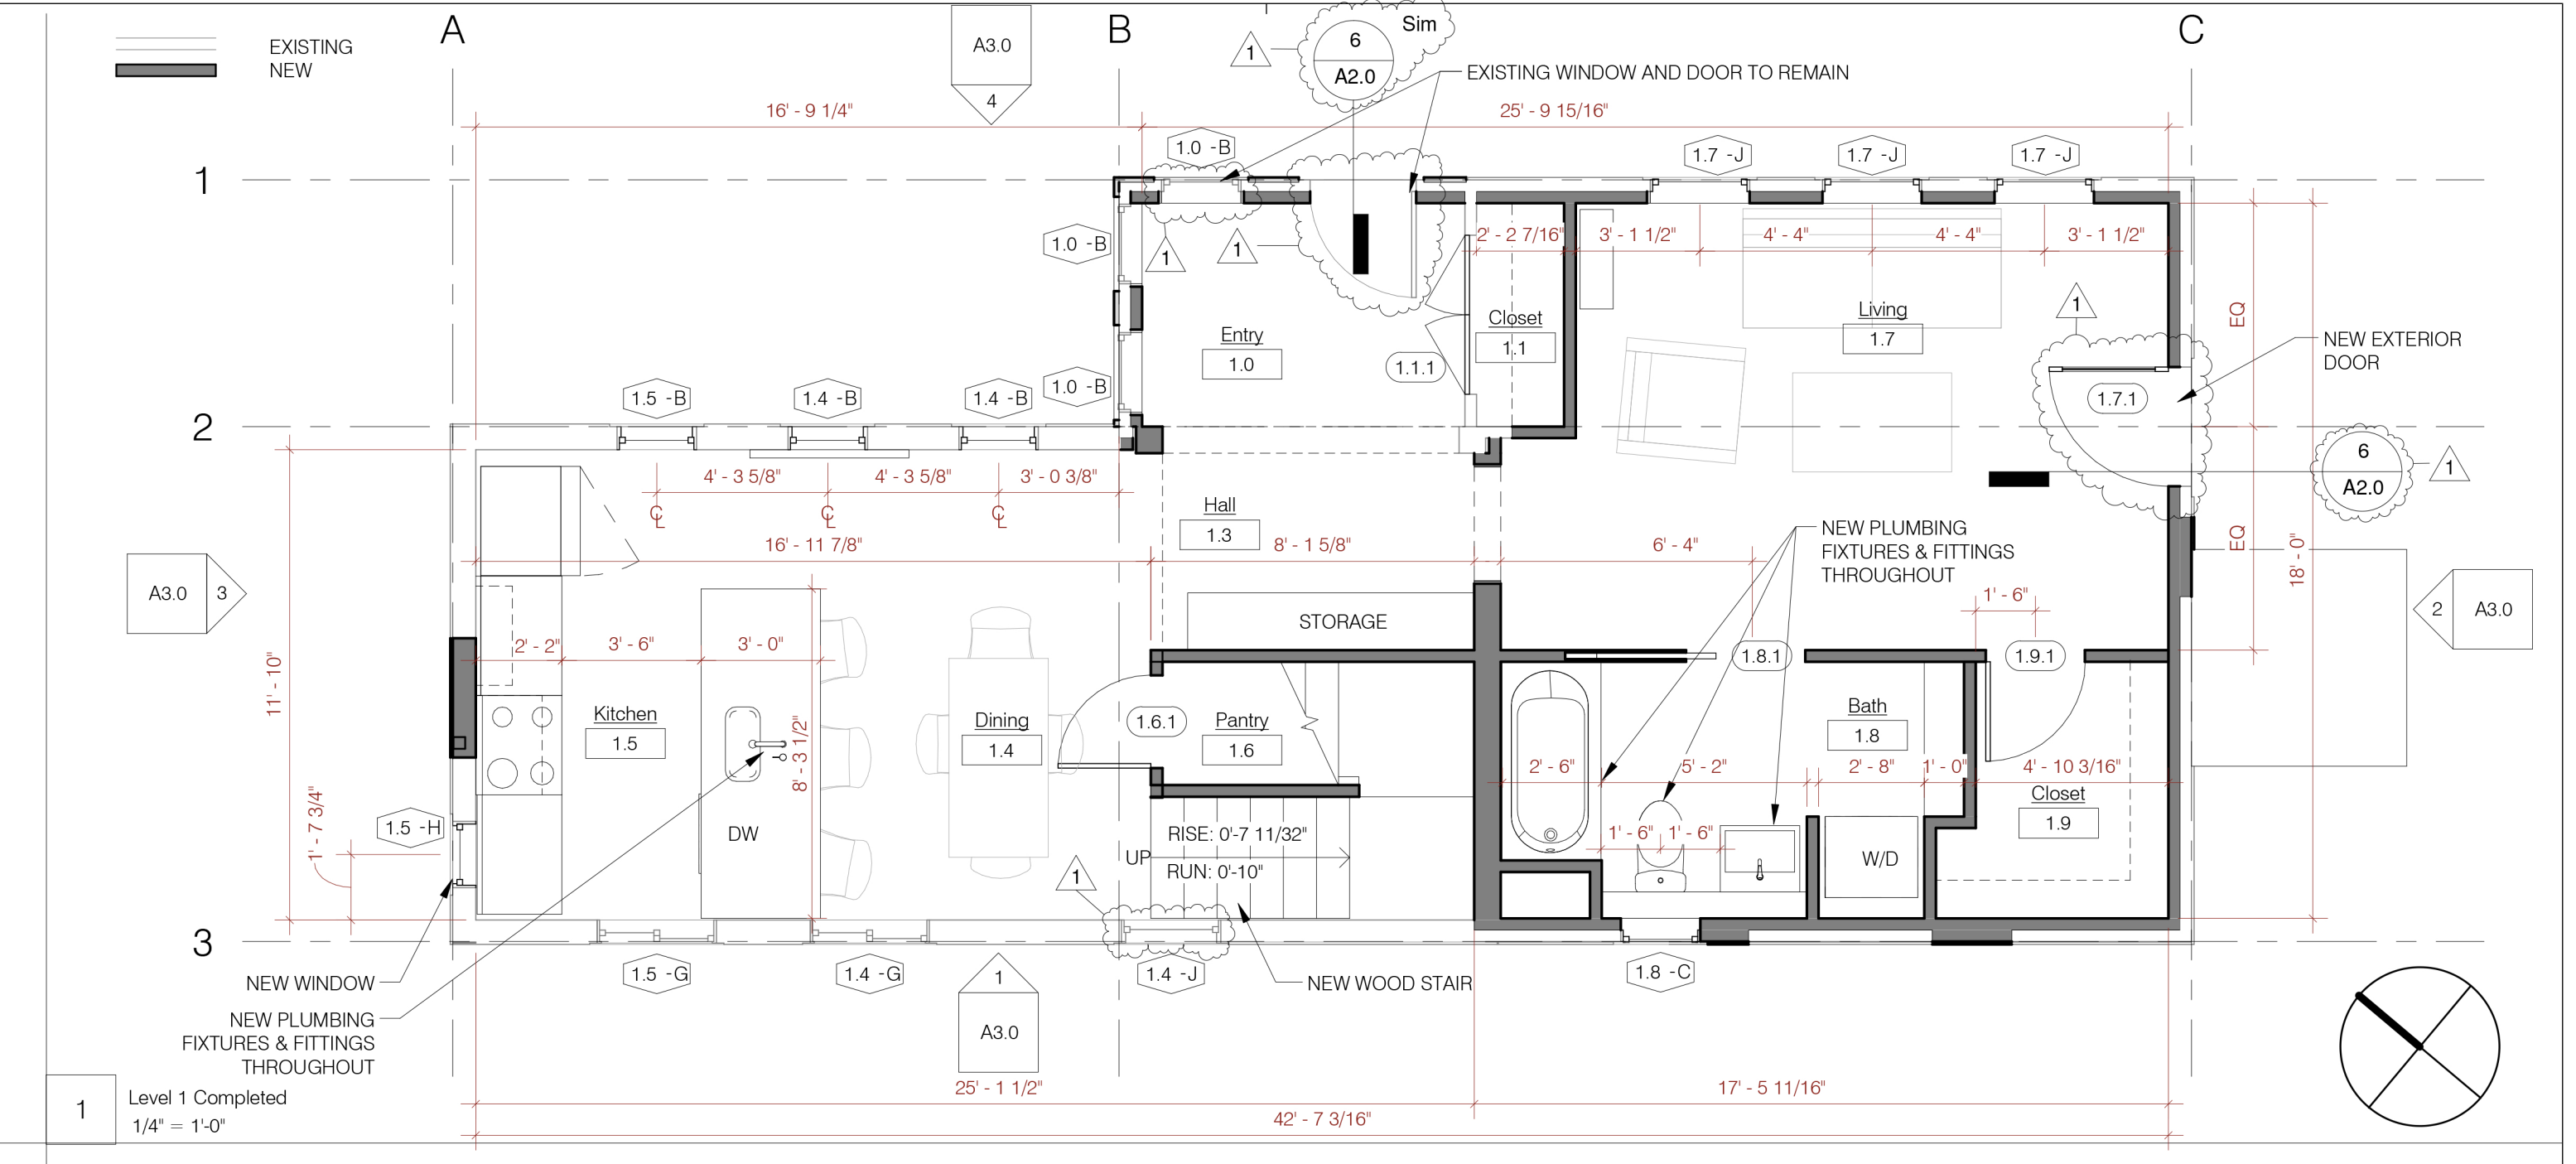 A
B
C
EXISTING
NEW
A3.0
4
1
6
A2.0
Sim
EXISTING WINDOW AND DOOR TO REMAIN
16' - 9 1/4"
25' - 9 15/16"
1.0 -B
1.7 -J
1.7 -J
1.7 -J
1
1.0 -B
1
1
2' - 2 7/16"
3' - 1 1/2"
4' - 4"
4' - 4"
3' - 1 1/2"
Entry
1.0
Closet
1.1
Living
1.7
1
EQ
NEW EXTERIOR
DOOR
1.1.1
1.0 -B
1.5 -B
1.4 -B
1.4 -B
1.7.1
2
4' - 3 5/8"
4' - 3 5/8"
3' - 0 3/8"
CL
CL
CL
6
A2.0
1
Hall
1.3
16' - 11 7/8"
8' - 1 5/8"
6' - 4"
NEW PLUMBING
FIXTURES & FITTINGS
THROUGHOUT
EQ
18' - 0"
A3.0
3
STORAGE
1' - 6"
2
A3.0
2' - 2"
3' - 6"
3' - 0"
11' - 10"
1.8.1
1.9.1
Kitchen
1.5
8' - 3 1/2"
Dining
1.4
1.6.1
Pantry
1.6
Bath
1.8
2' - 6"
5' - 2"
2' - 8"
1' - 0"
4' - 10 3/16"
Closet
1.9
1' - 7 3/4"
1.5 -H
DW
UP
RISE: 0'-7 11/32"
RUN: 0'-10"
1' - 6"
1' - 6"
W/D
1
3
1.5 -G
1.4 -G
1
A3.0
1.4 -J
1.8 -C
NEW WINDOW
NEW WOOD STAIR
NEW PLUMBING
FIXTURES & FITTINGS
THROUGHOUT
25' - 1 1/2"
17' - 5 11/16"
42' - 7 3/16"
1
Level 1 Completed
1/4" = 1'-0"